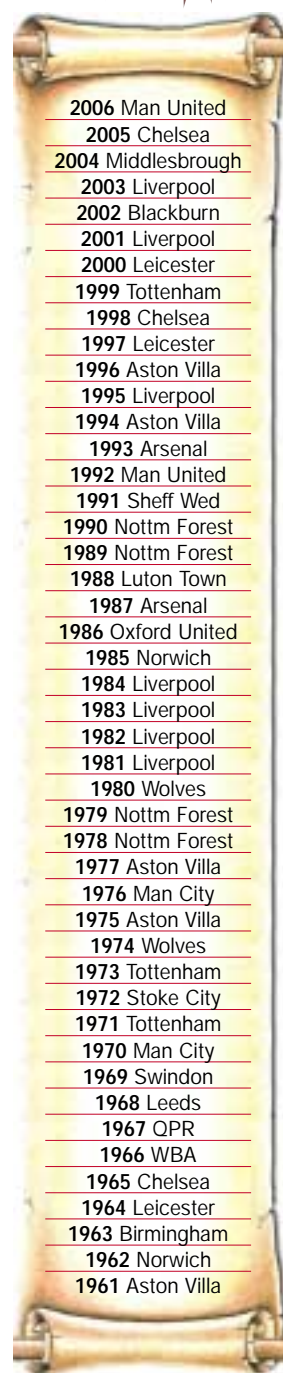 2006 Man United
2005 Chelsea
2004 Middlesbrough
2003 Liverpool
2002 Blackburn
2001 Liverpool
2000 Leicester
1999 Tottenham
1998 Chelsea
1997 Leicester
1996 Aston Villa
1995 Liverpool
1994 Aston Villa
1993 Arsenal
1992 Man United
1991 Sheff Wed
1990 Nottm Forest
1989 Nottm Forest
1988 Luton Town
1987 Arsenal
1986 Oxford United
1985 Norwich
1984 Liverpool
1983 Liverpool
1982 Liverpool
1981 Liverpool
1980 Wolves
1979 Nottm Forest
1978 Nottm Forest
1977 Aston Villa
1976 Man City
1975 Aston Villa
1974 Wolves
1973 Tottenham
1972 Stoke City
1971 Tottenham
1970 Man City
1969 Swindon
1968 Leeds
1967 QPR
1966 WBA
1965 Chelsea
1964 Leicester
1963 Birmingham
1962 Norwich
1961 Aston Villa